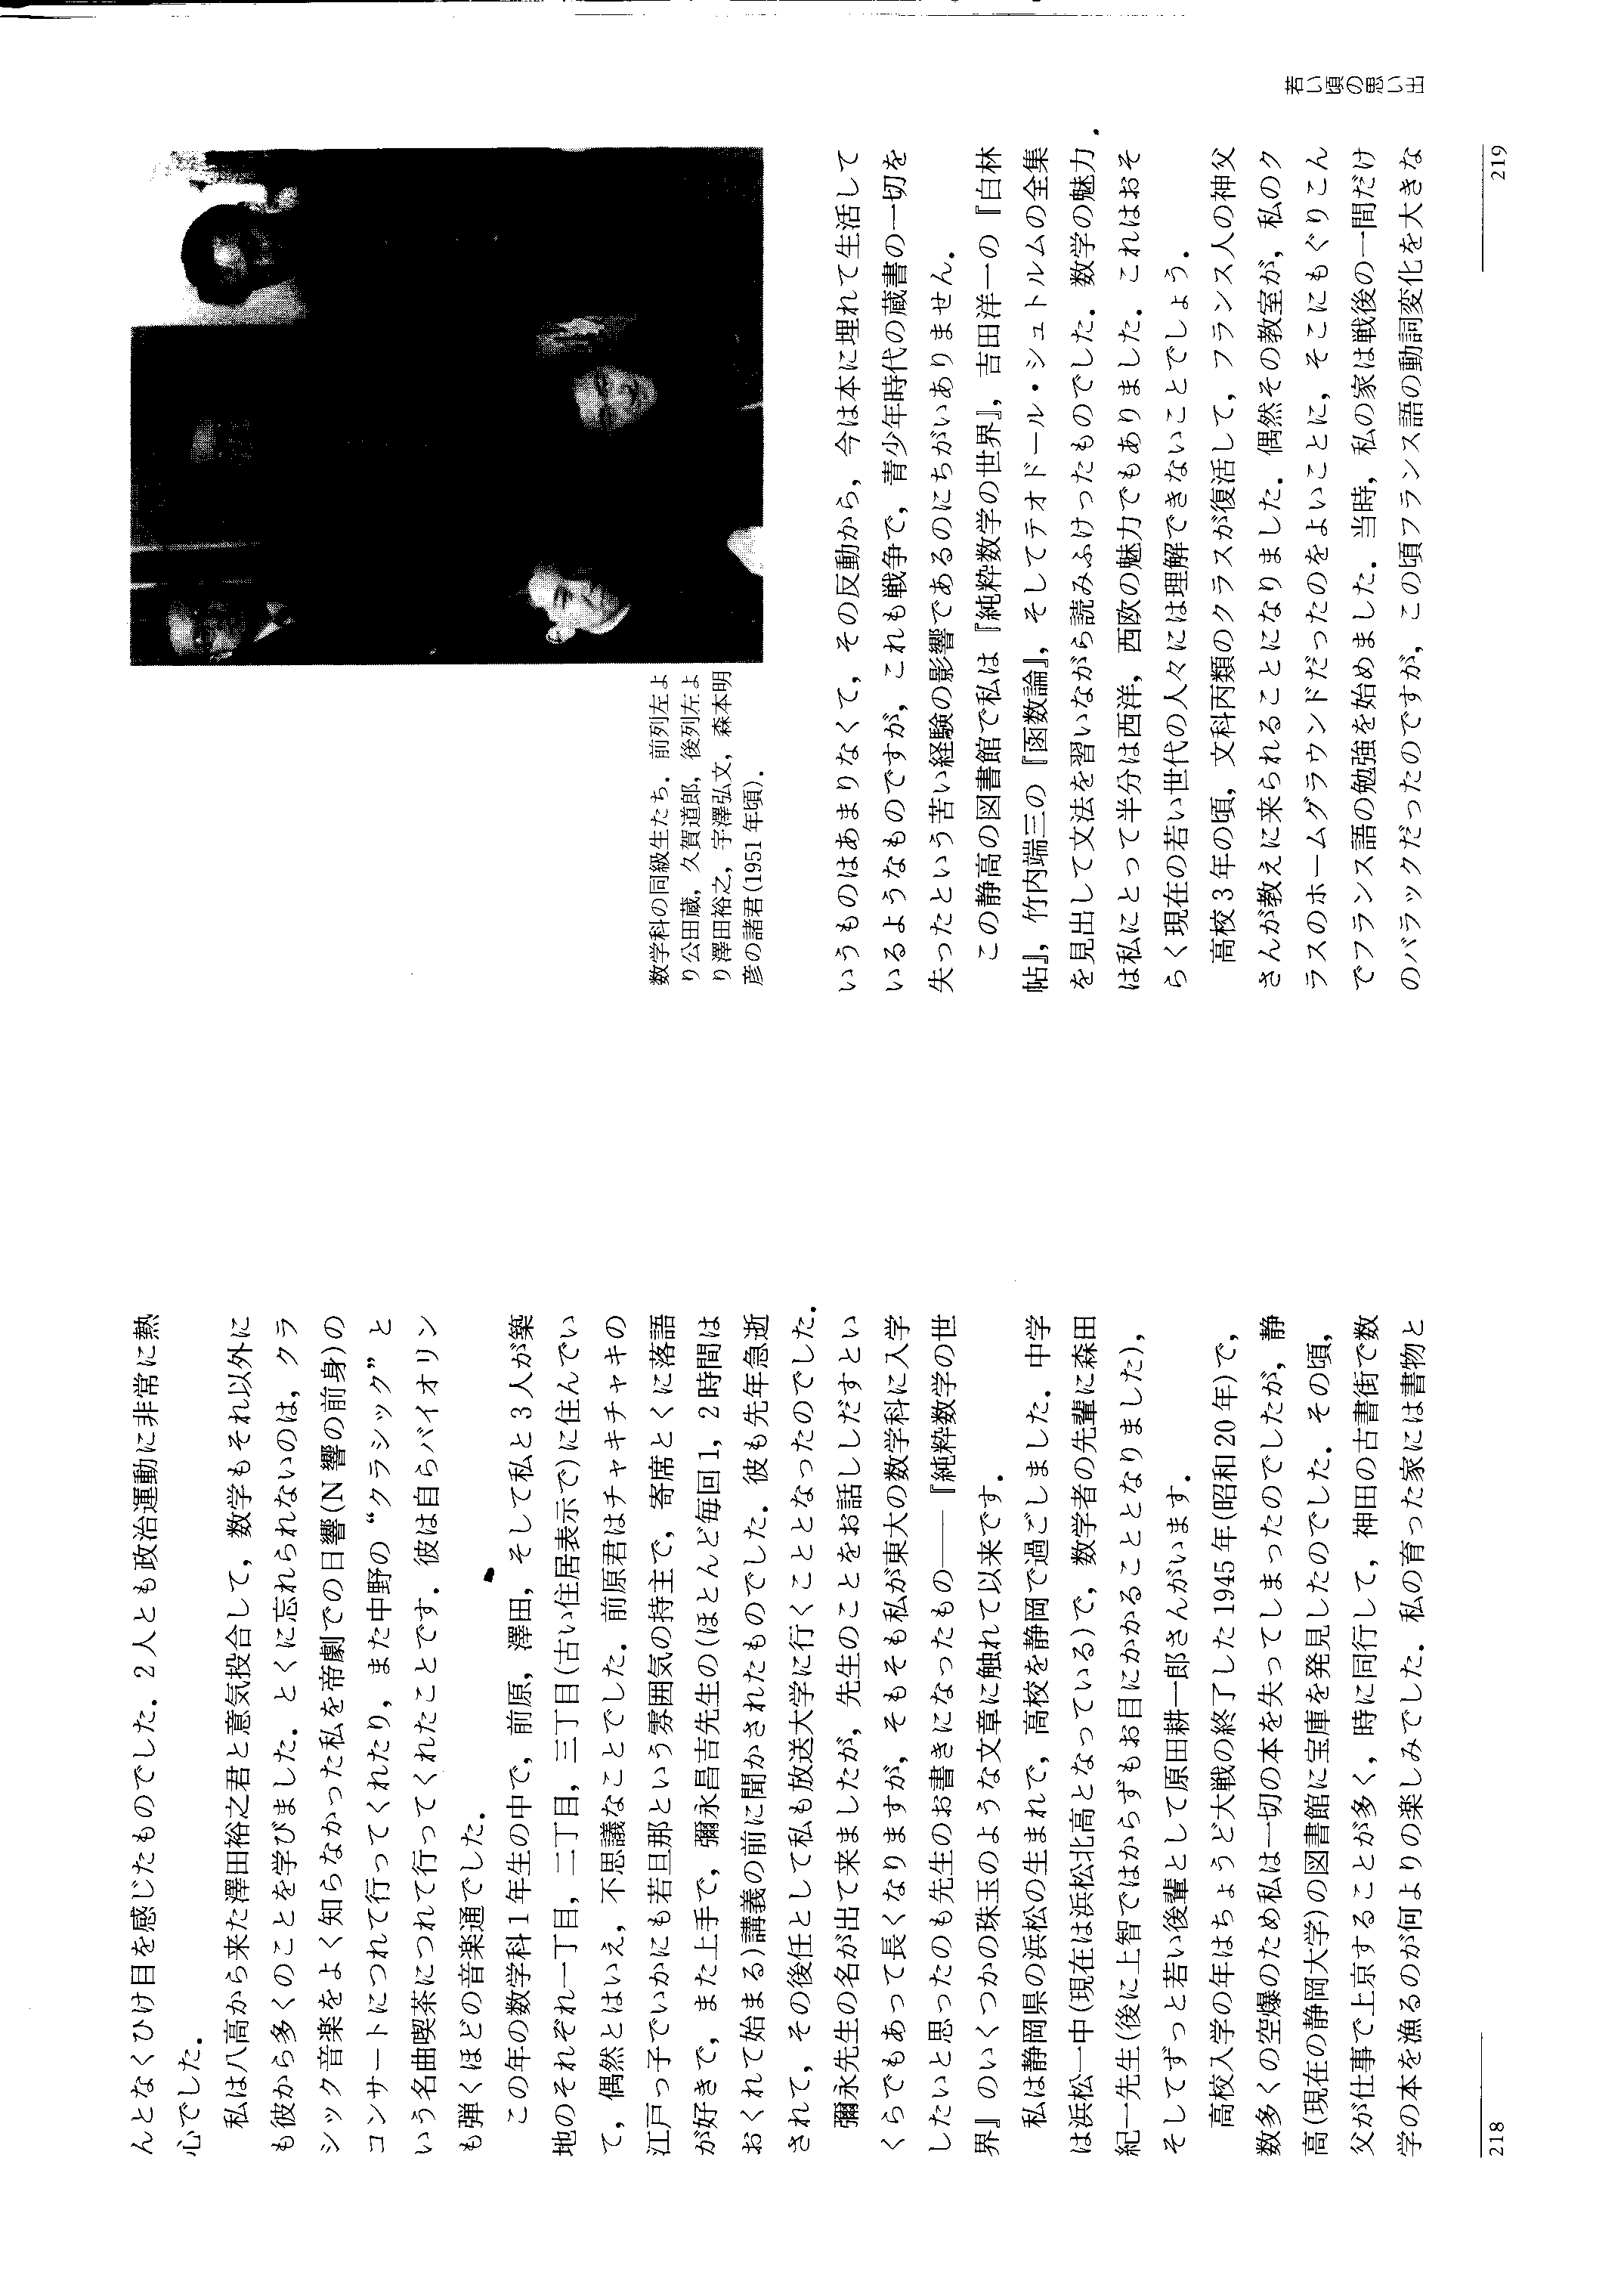 んとなくひけ目を感じたものでした．2人とも政治運動に非常に熱
心でした．
私は八高から来た澤田裕之君と意気投合して，数学もそれ以外に
も彼から多くのことを学びました．とくに忘れられないのは，クラ
シック音楽をよく知らなかった私を帝劇での日響(N響の前身)の
コンサートにつれて行ってくれたり，また中野の“クラシック”と
いう名曲喫茶につれて行ってくれたことです．彼は自らバイオリン
も弾くほどの音楽通でした．
この年の数学科1年生の中で，前原，澤田，そして私と3人が築
地のそれぞれ一丁目，二丁目，三丁目(古い住居表示で)に住んでい
て，偶然とはいえ，不思議なことでした．前原君はチャキチャキの
江戸っ子でいかにも若旦那という雰囲気の持主で，寄席とくに落語
が好きで，また上手で，彌永昌吉先生の(ほとんど毎回1，2時間は
おくれて始まる)講義の前に聞かされたものでした．彼も先年急逝
されて，その後任として私も放送大学に行くこととなったのでした．
彌永先生の名が出て来ましたが，先生のことをお話ししだすとい
くらでもあって長くなりますが，そもそも私が東大の数学科に入学
したいと思ったのも先生のお書きになったもの——『純粋数学の世
界』のいくつかの珠玉のような文章に触れて以来です．
私は静岡県の浜松の生まれで，高校を静岡で過ごしました．中学
は浜松一中(現在は浜松北高となっている)で，数学者の先輩に森田
紀一先生(後に上智ではからずもお目にかかることとなりました)，
そしてずっと若い後輩として原田耕一郎さんがいます．
高校入学の年はちょうど大戦の終了した1945年(昭和20年)で，
数多くの空爆のため私は一切の本を失ってしまったのでしたが，静
高(現在の静岡大学)の図書館に宝庫を発見したのでした．その頃，
父が仕事で上京することが多く，時に同行して，神田の古書街で数
学の本を漁るのが何よりの楽しみでした．私の育った家には書物と
218
数学科の同級生たち．前列左よ
り公田蔵，久賀道郎，後列左よ
り澤田裕之，宇澤弘文，森本明
彦の諸君(1951年頃)．
いうものはあまりなくて，その反動から，今は本に埋れて生活して
いるようなものですが，これも戦争で，青少年時代の蔵書の一切を
失ったという苦い経験の影響であるのにちがいありません．
この静高の図書館で私は『純粋数学の世界』，吉田洋一の『白林
帖』，竹内端三の『函数論』，そしてテオドール・シュトルムの全集
を見出して文法を習いながら読みふけったものでした．数学の魅力
は私にとって半分は西洋，西欧の魅力でもありました．これはおそ
らく現在の若い世代の人々には理解できないことでしょう．
高校3年の頃，文科丙類のクラスが復活して，フランス人の神父
さんが教えに来られることになりました．偶然その教室が，私のク
ラスのホームグラウンドだったのをよいことに，そこにもぐりこん
でフランス語の勉強を始めました．当時，私の家は戦後の一間だけ
のバラックだったのですが，この頃フランス語の動詞変化を大きな
若い頃の思い出
219